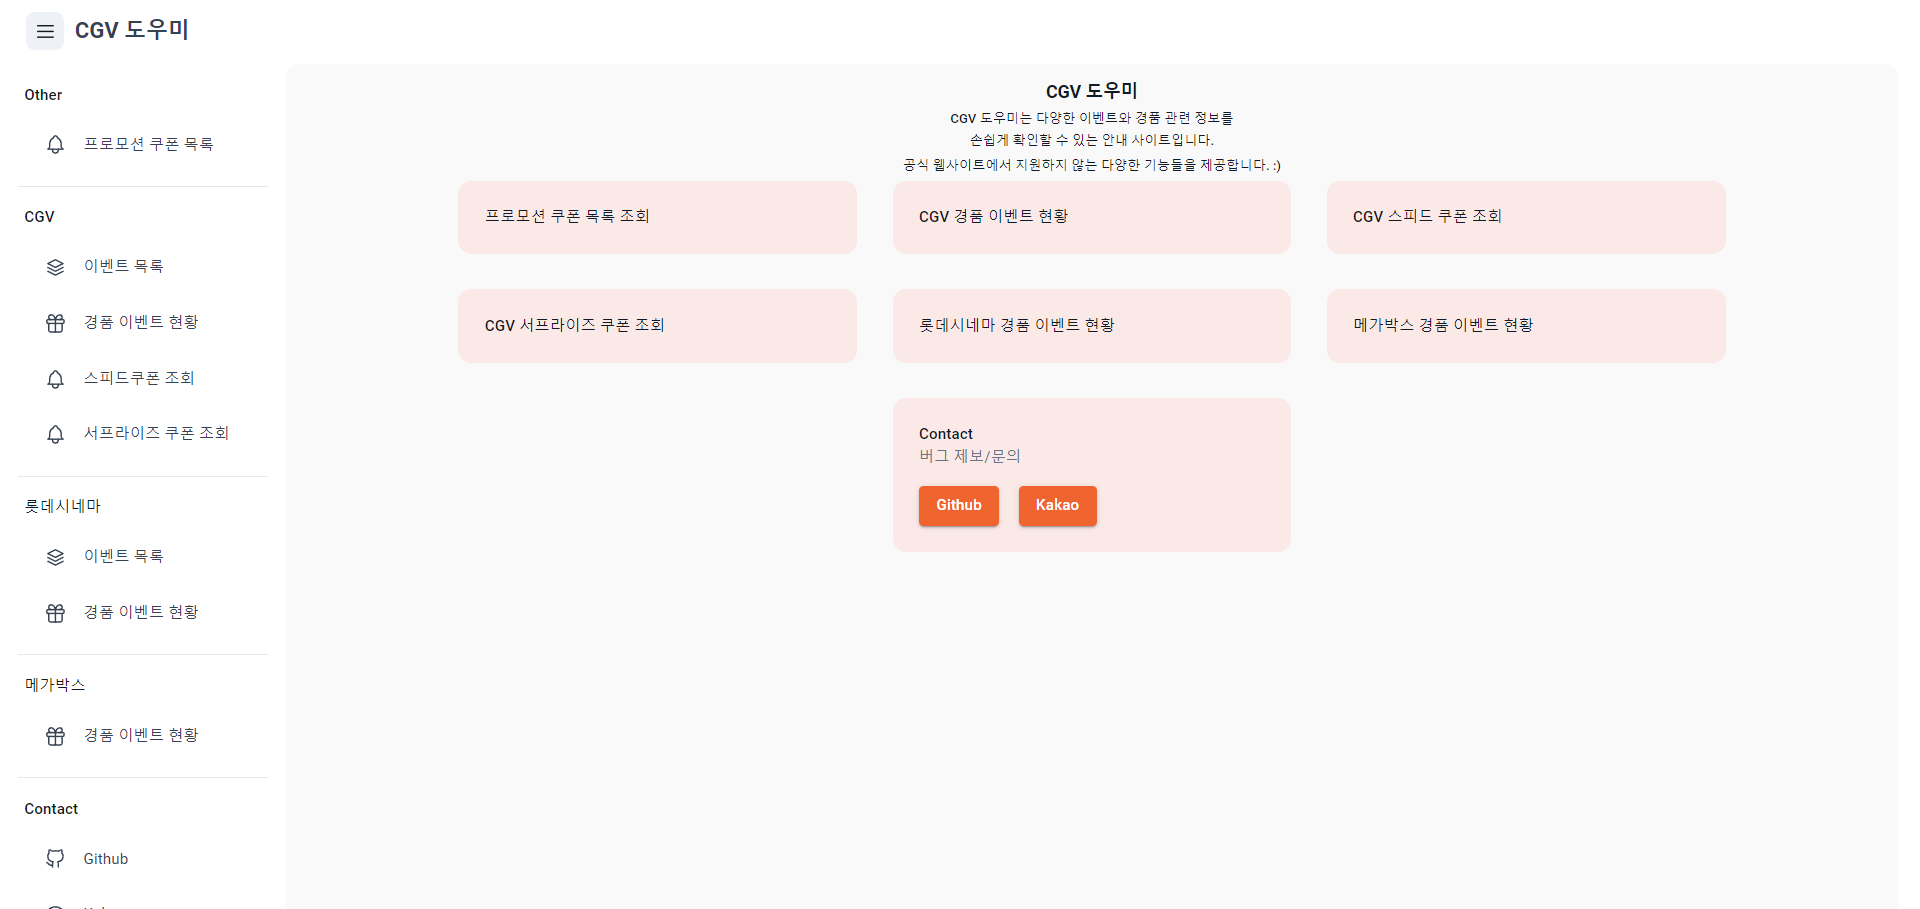 CGV 도우미
Other
프로모션 쿠폰 목록
CGV
이벤트 목록
경품 이벤트 현황
스피드쿠폰 조회
서프라이즈 쿠폰 조회
롯데시네마
이벤트 목록
경품 이벤트 현황
메가박스
경품 이벤트 현황
Contact
Github
CGV 도우미
CGV 도우미는 다양한 이벤트와 경품 관련 정보를
손쉽게 확인할 수 있는 안내 사이트입니다.
공식 웹사이트에서 지원하지 않는 다양한 기능들을 제공합니다. :)
프로모션 쿠폰 목록 조회
CGV 경품 이벤트 현황
CGV 스피드 쿠폰 조회
CGV 서프라이즈 쿠폰 조회
롯데시네마 경품 이벤트 현황
메가박스 경품 이벤트 현황
Contact
버그 제보/문의
Github
Kakao